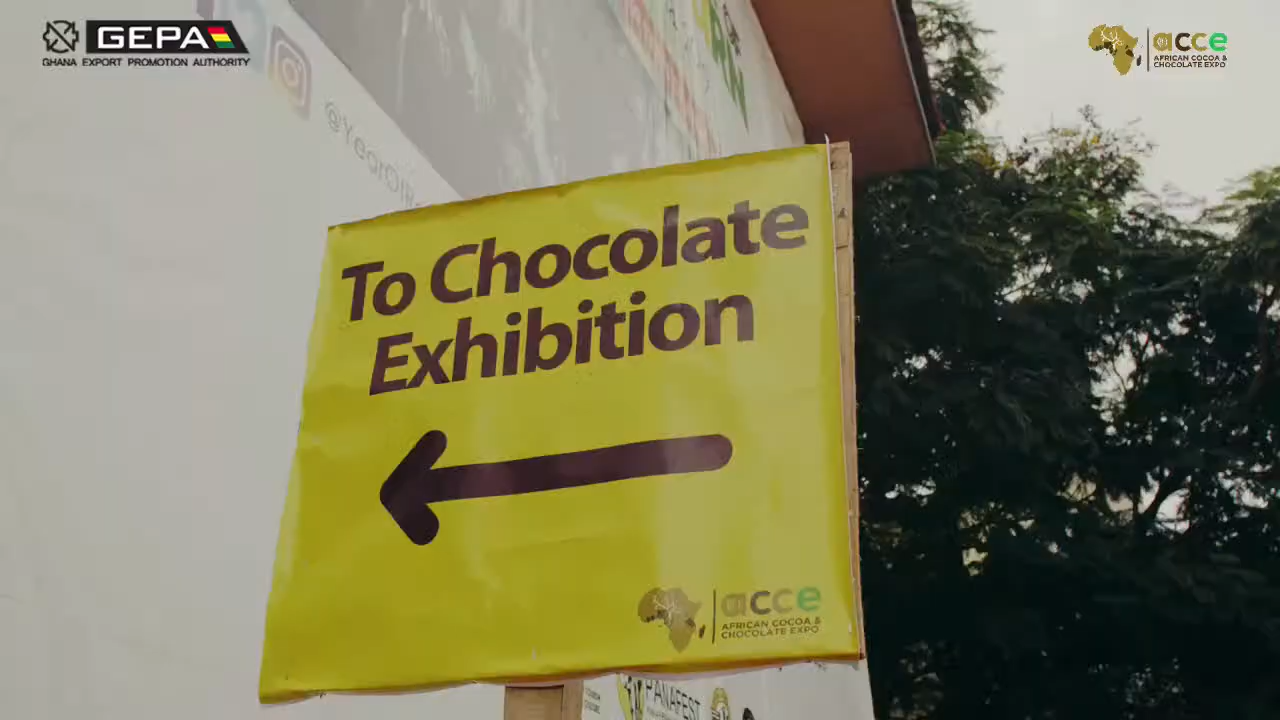 GEPA
GHANA EXPORT PROMOTION AUTHORITY
acce
AFRICAN COCOA &
CHOCOLATE EXPO
To Chocolate
Exhibition
acce
AFRICAN COCOA &
CHOCOLATE EXPO
PANAFEST